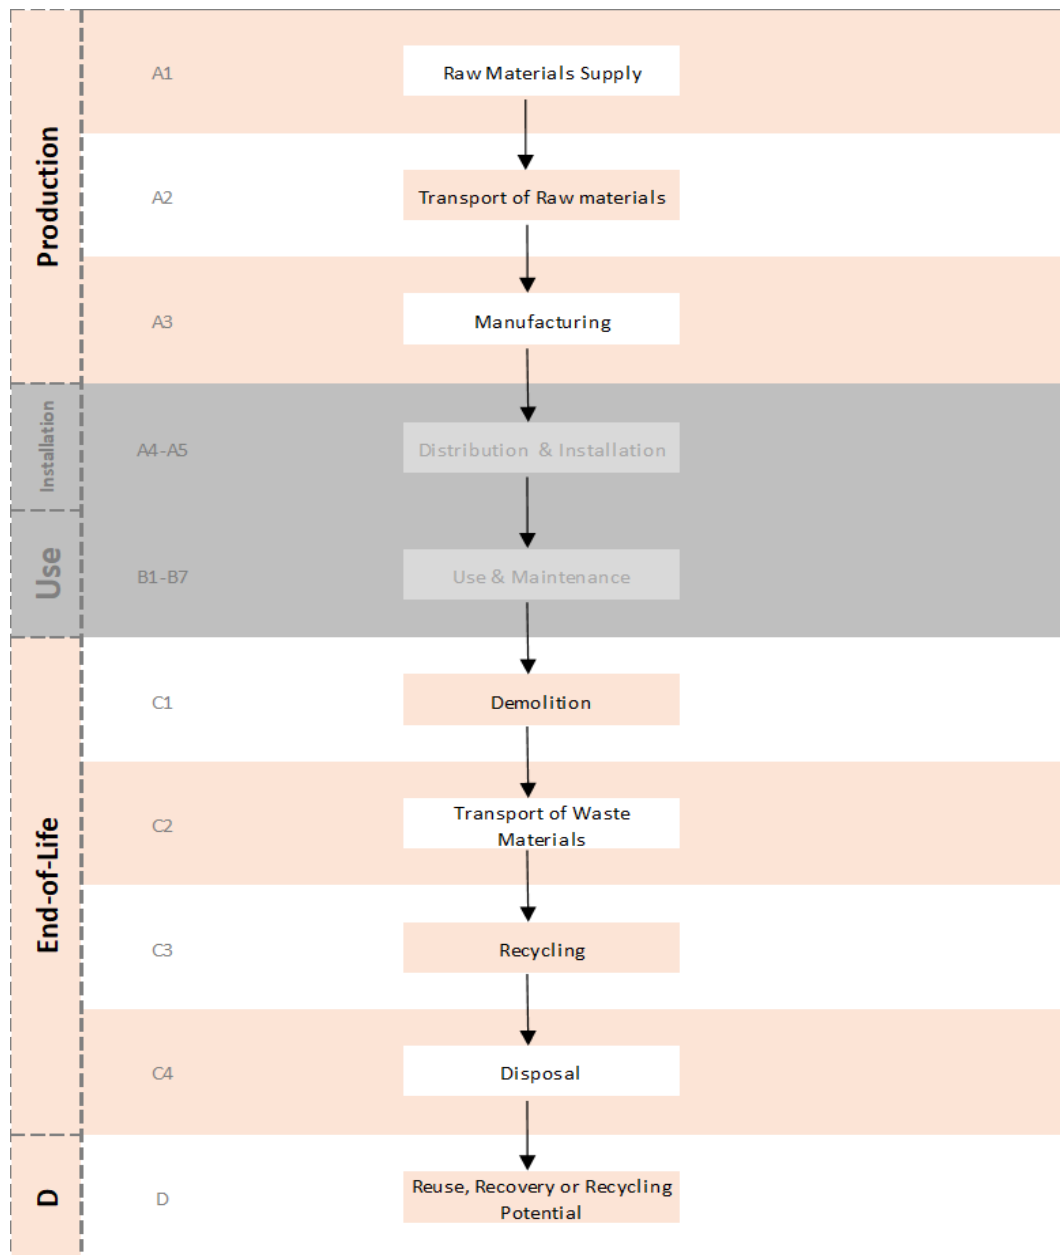 Production
A1
Raw Materials Supply
A2
Transport of Raw materials
A3
Manufacturing
Installation
A4-A5
Distribution & Installation
Use
B1-B7
Use & Maintenance
End-of-Life
C1
Demolition
C2
Transport of Waste
Materials
C3
Recycling
C4
Disposal
D
D
Reuse, Recovery or Recycling
Potential